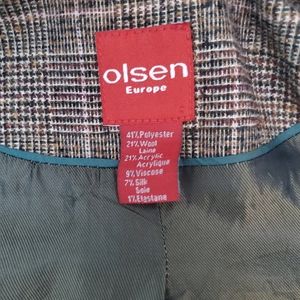 olsen
Europe
41%Polyester
21%Wool
Laine
21%Acrylic
Acrylique
9%Viscose
7%Silk
Soie
1%Elastane